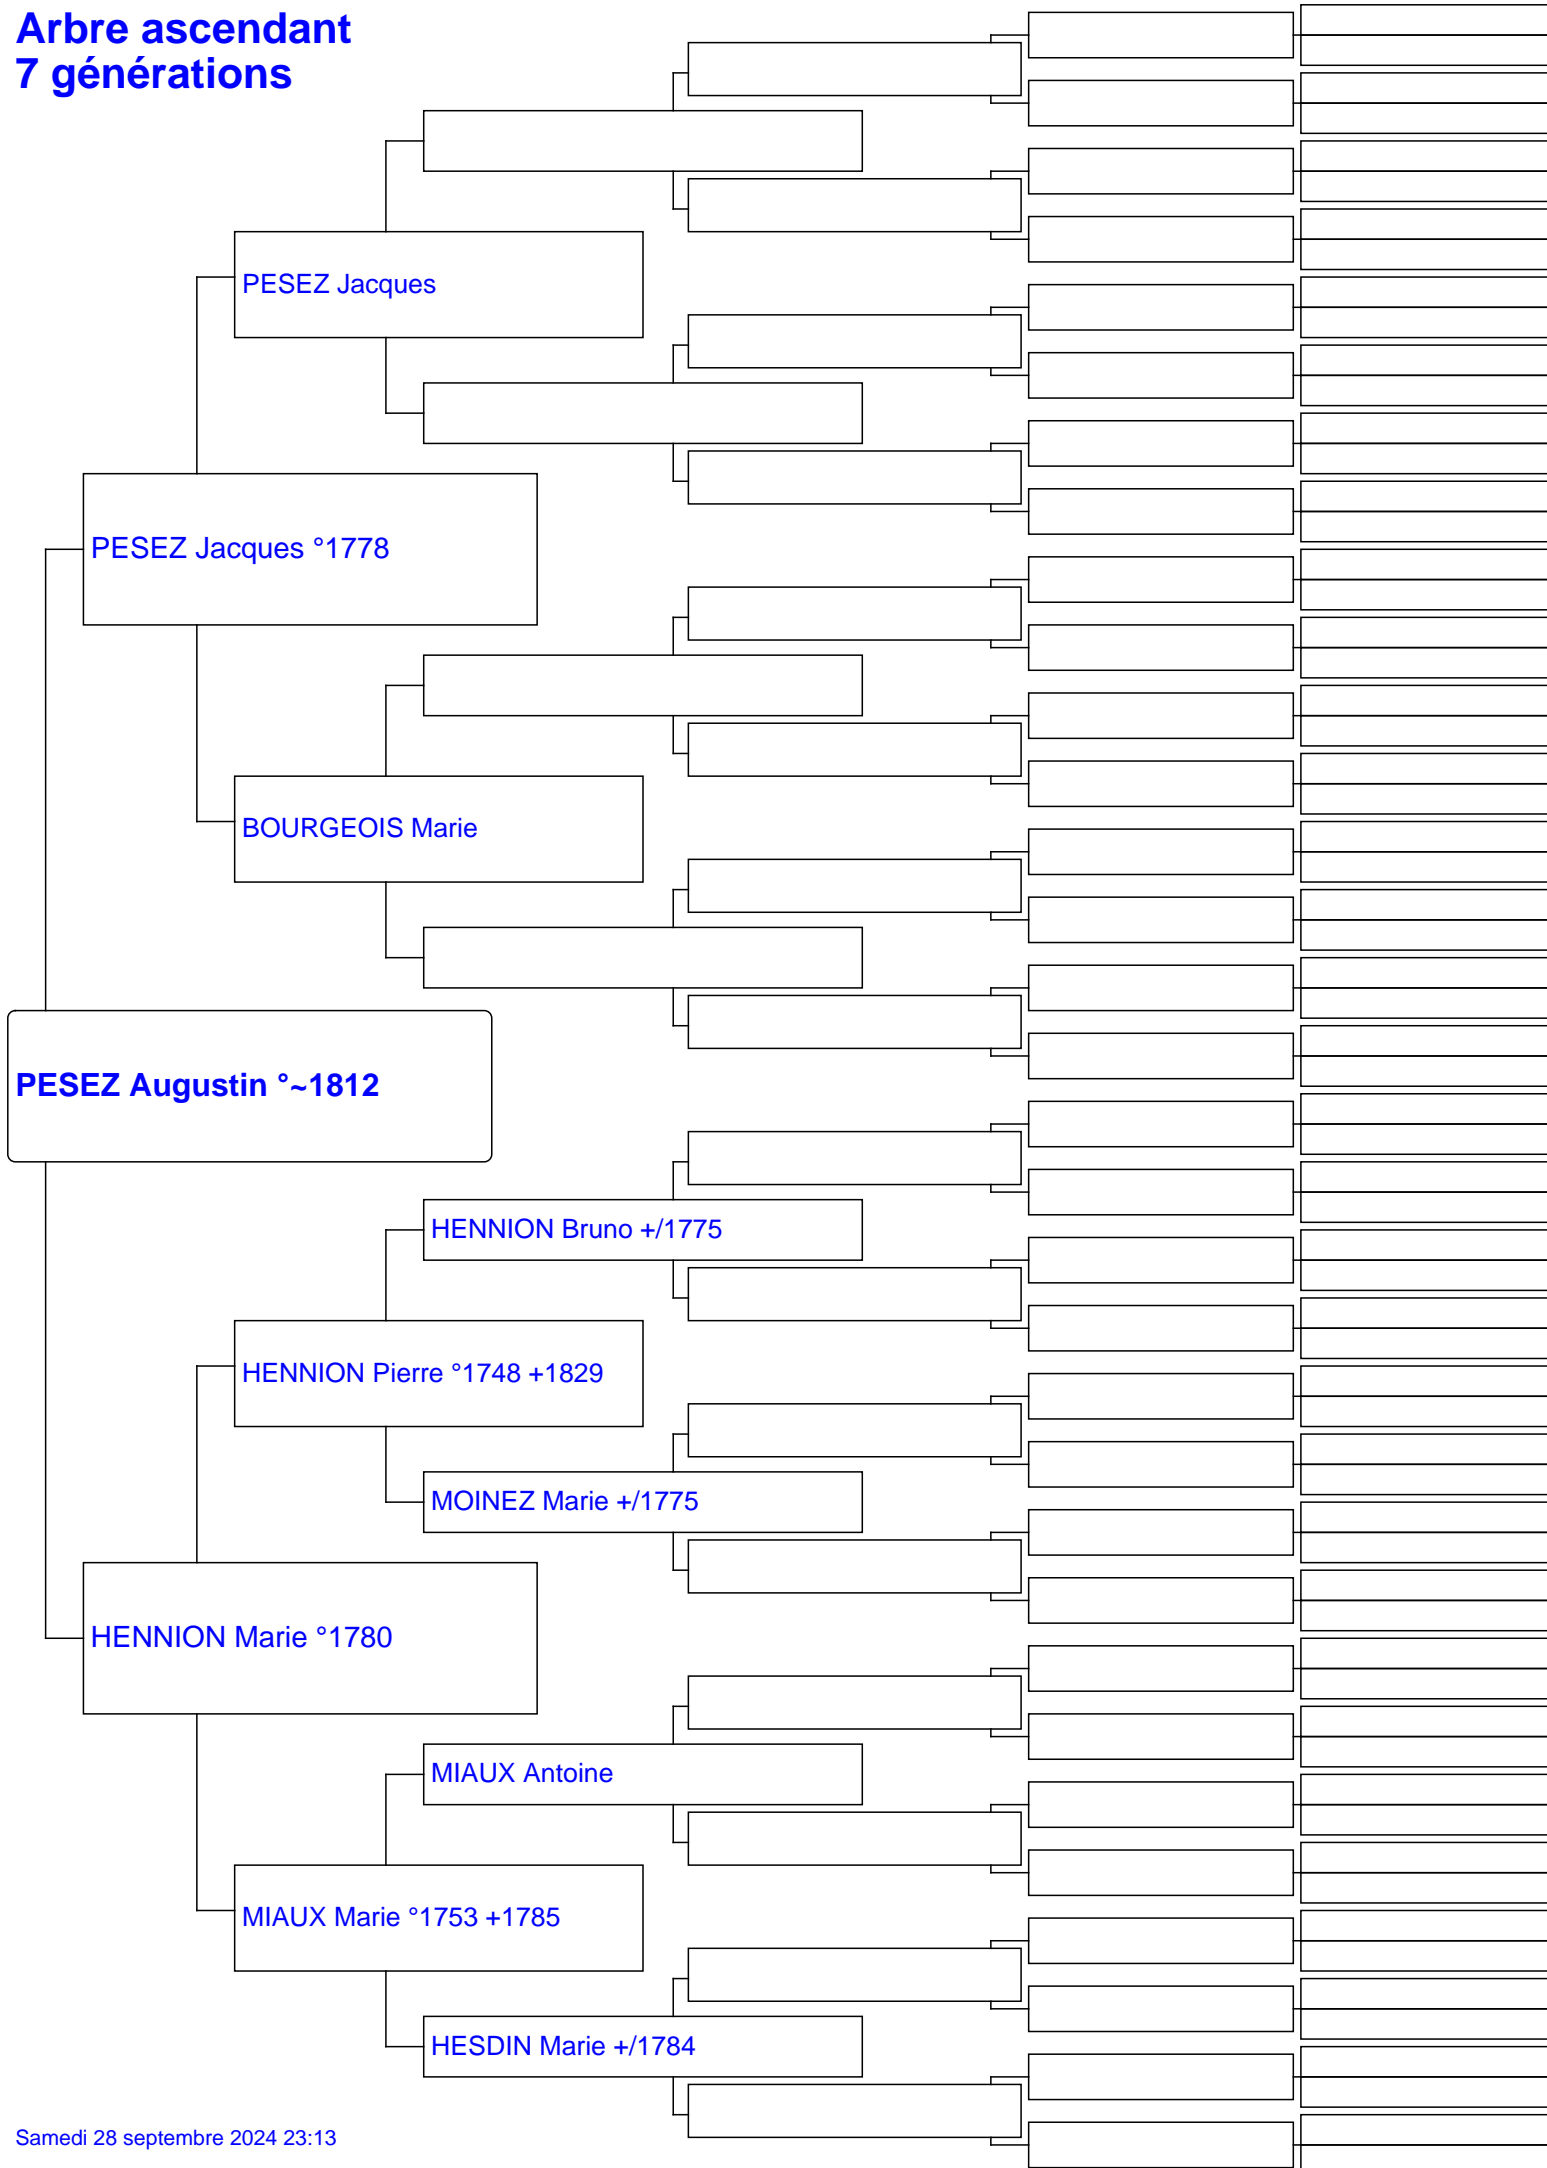 Arbre ascendant
7 générations
PESEZ Jacques
PESEZ Jacques °1778
BOURGEOIS Marie
PESEZ Augustin °~1812
HENNION Bruno +/1775
HENNION Pierre °1748 +1829
MOINEZ Marie +/1775
HENNION Marie °1780
MIAUX Antoine
MIAUX Marie °1753 +1785
HESDIN Marie +/1784
Samedi 28 septembre 2024 23:13